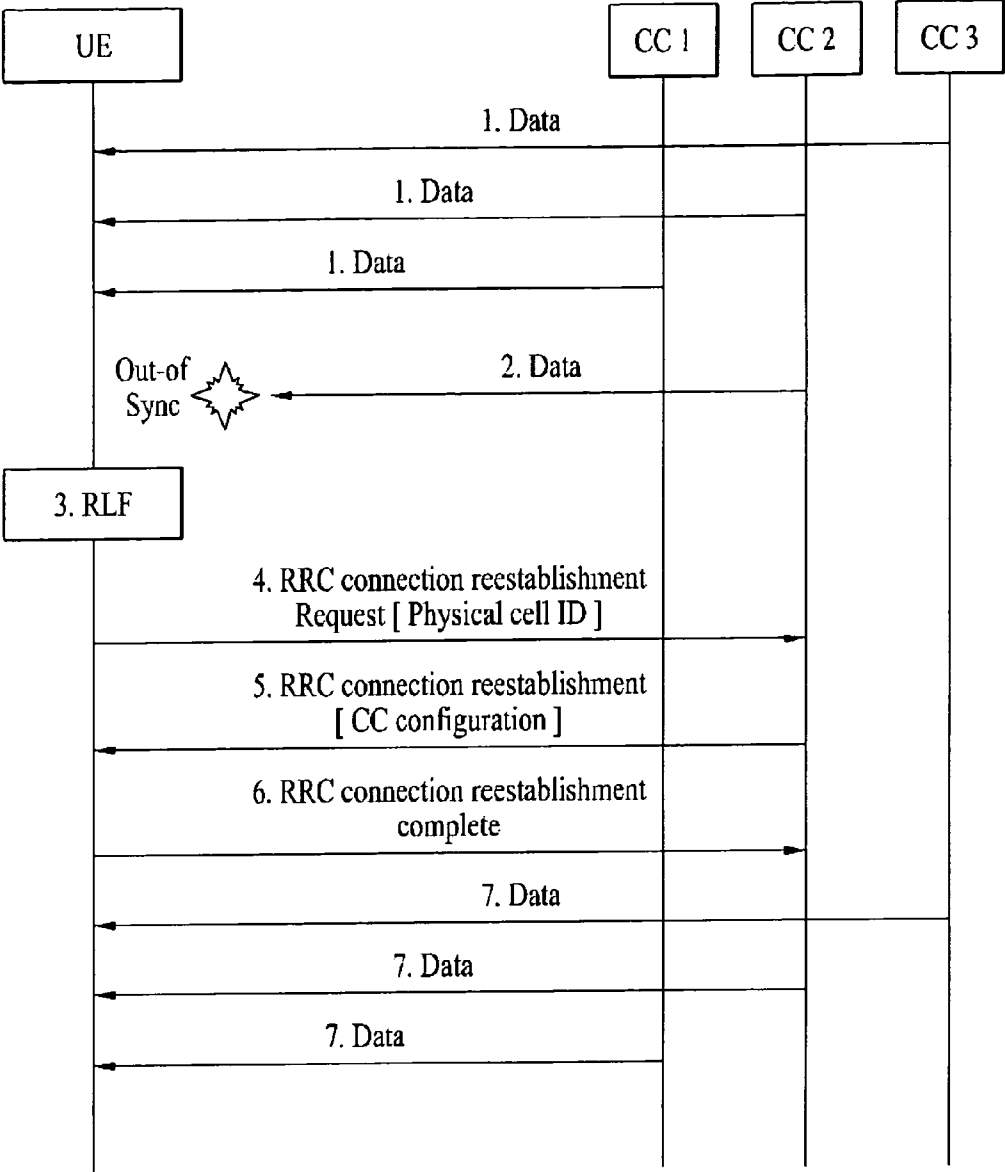 UE
CC 1
CC 2
CC 3
1. Data
1. Data
1. Data
Out-of
Sync
2. Data
3. RLF
4. RRC connection reestablishment
Request [ Physical cell ID ]
5. RRC connection reestablishment
[ CC configuration ]
6. RRC connection reestablishment
complete
7. Data
7. Data
7. Data